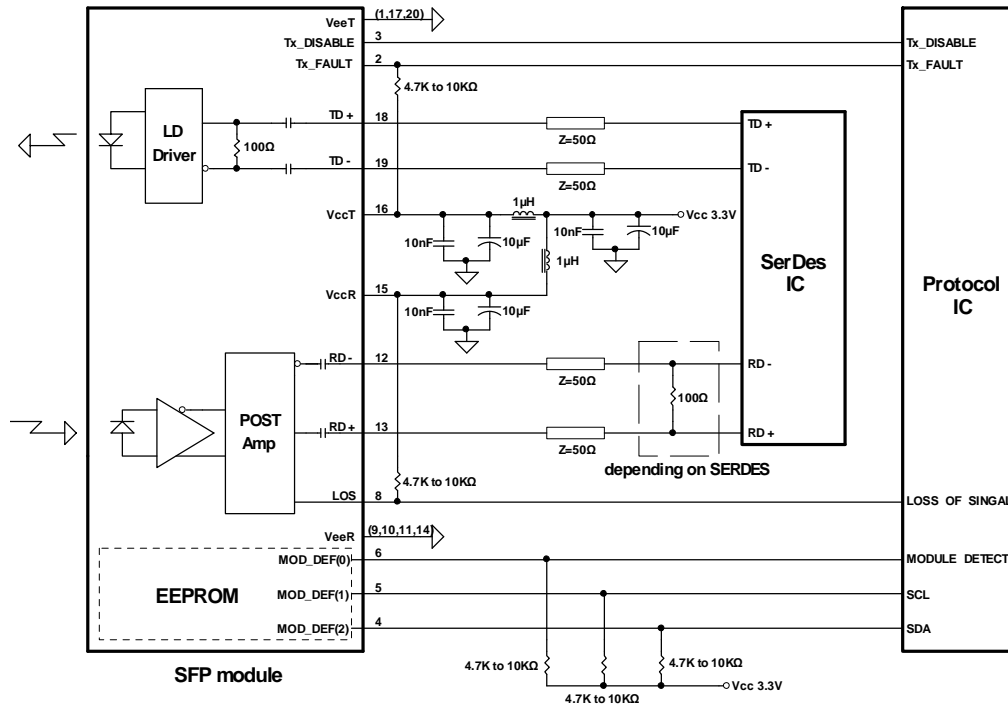 VeeT (1,17,20)
Tx_DISABLE 3 Tx_DISABLE
Tx_FAULT 2 Tx_FAULT
4.7K to 10KΩ
LD
Driver
100Ω
TD+ 18 Z=50Ω TD+
TD- 19 Z=50Ω TD-
1µH
VccT 16 Vcc 3.3V
10nF 10µF 10nF 10µF
1µH
VccR 15
10nF 10µF
SerDes
IC
Protocol
IC
RD- 12 Z=50Ω RD-
100Ω
POST
Amp
RD+ 13 Z=50Ω RD+
depending on SERDES
4.7K to 10KΩ
LOS 8 LOSS OF SINGAL
VeeR (9,10,11,14)
MOD_DEF(0) 6 MODULE DETECT
EEPROM
MOD_DEF(1) 5 SCL
MOD_DEF(2) 4 SDA
SFP module
4.7K to 10KΩ 4.7K to 10KΩ
4.7K to 10KΩ
Vcc 3.3V